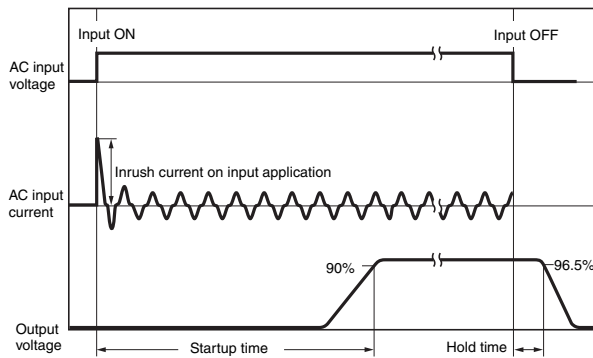 Input ON
Input OFF
AC input
voltage
Inrush current on input application
AC input
current
90%
96.5%
Output
voltage
Startup time
Hold time